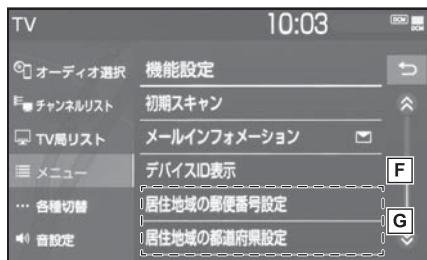 TV
10:03
DCM
オーディオ選択
チャンネルリスト
TV局リスト
メニュー
各種切替
音設定
機能設定
初期スキャン
メールインフォメーション
デバイスID表示
居住地域の郵便番号設定
居住地域の都道府県設定
F
G